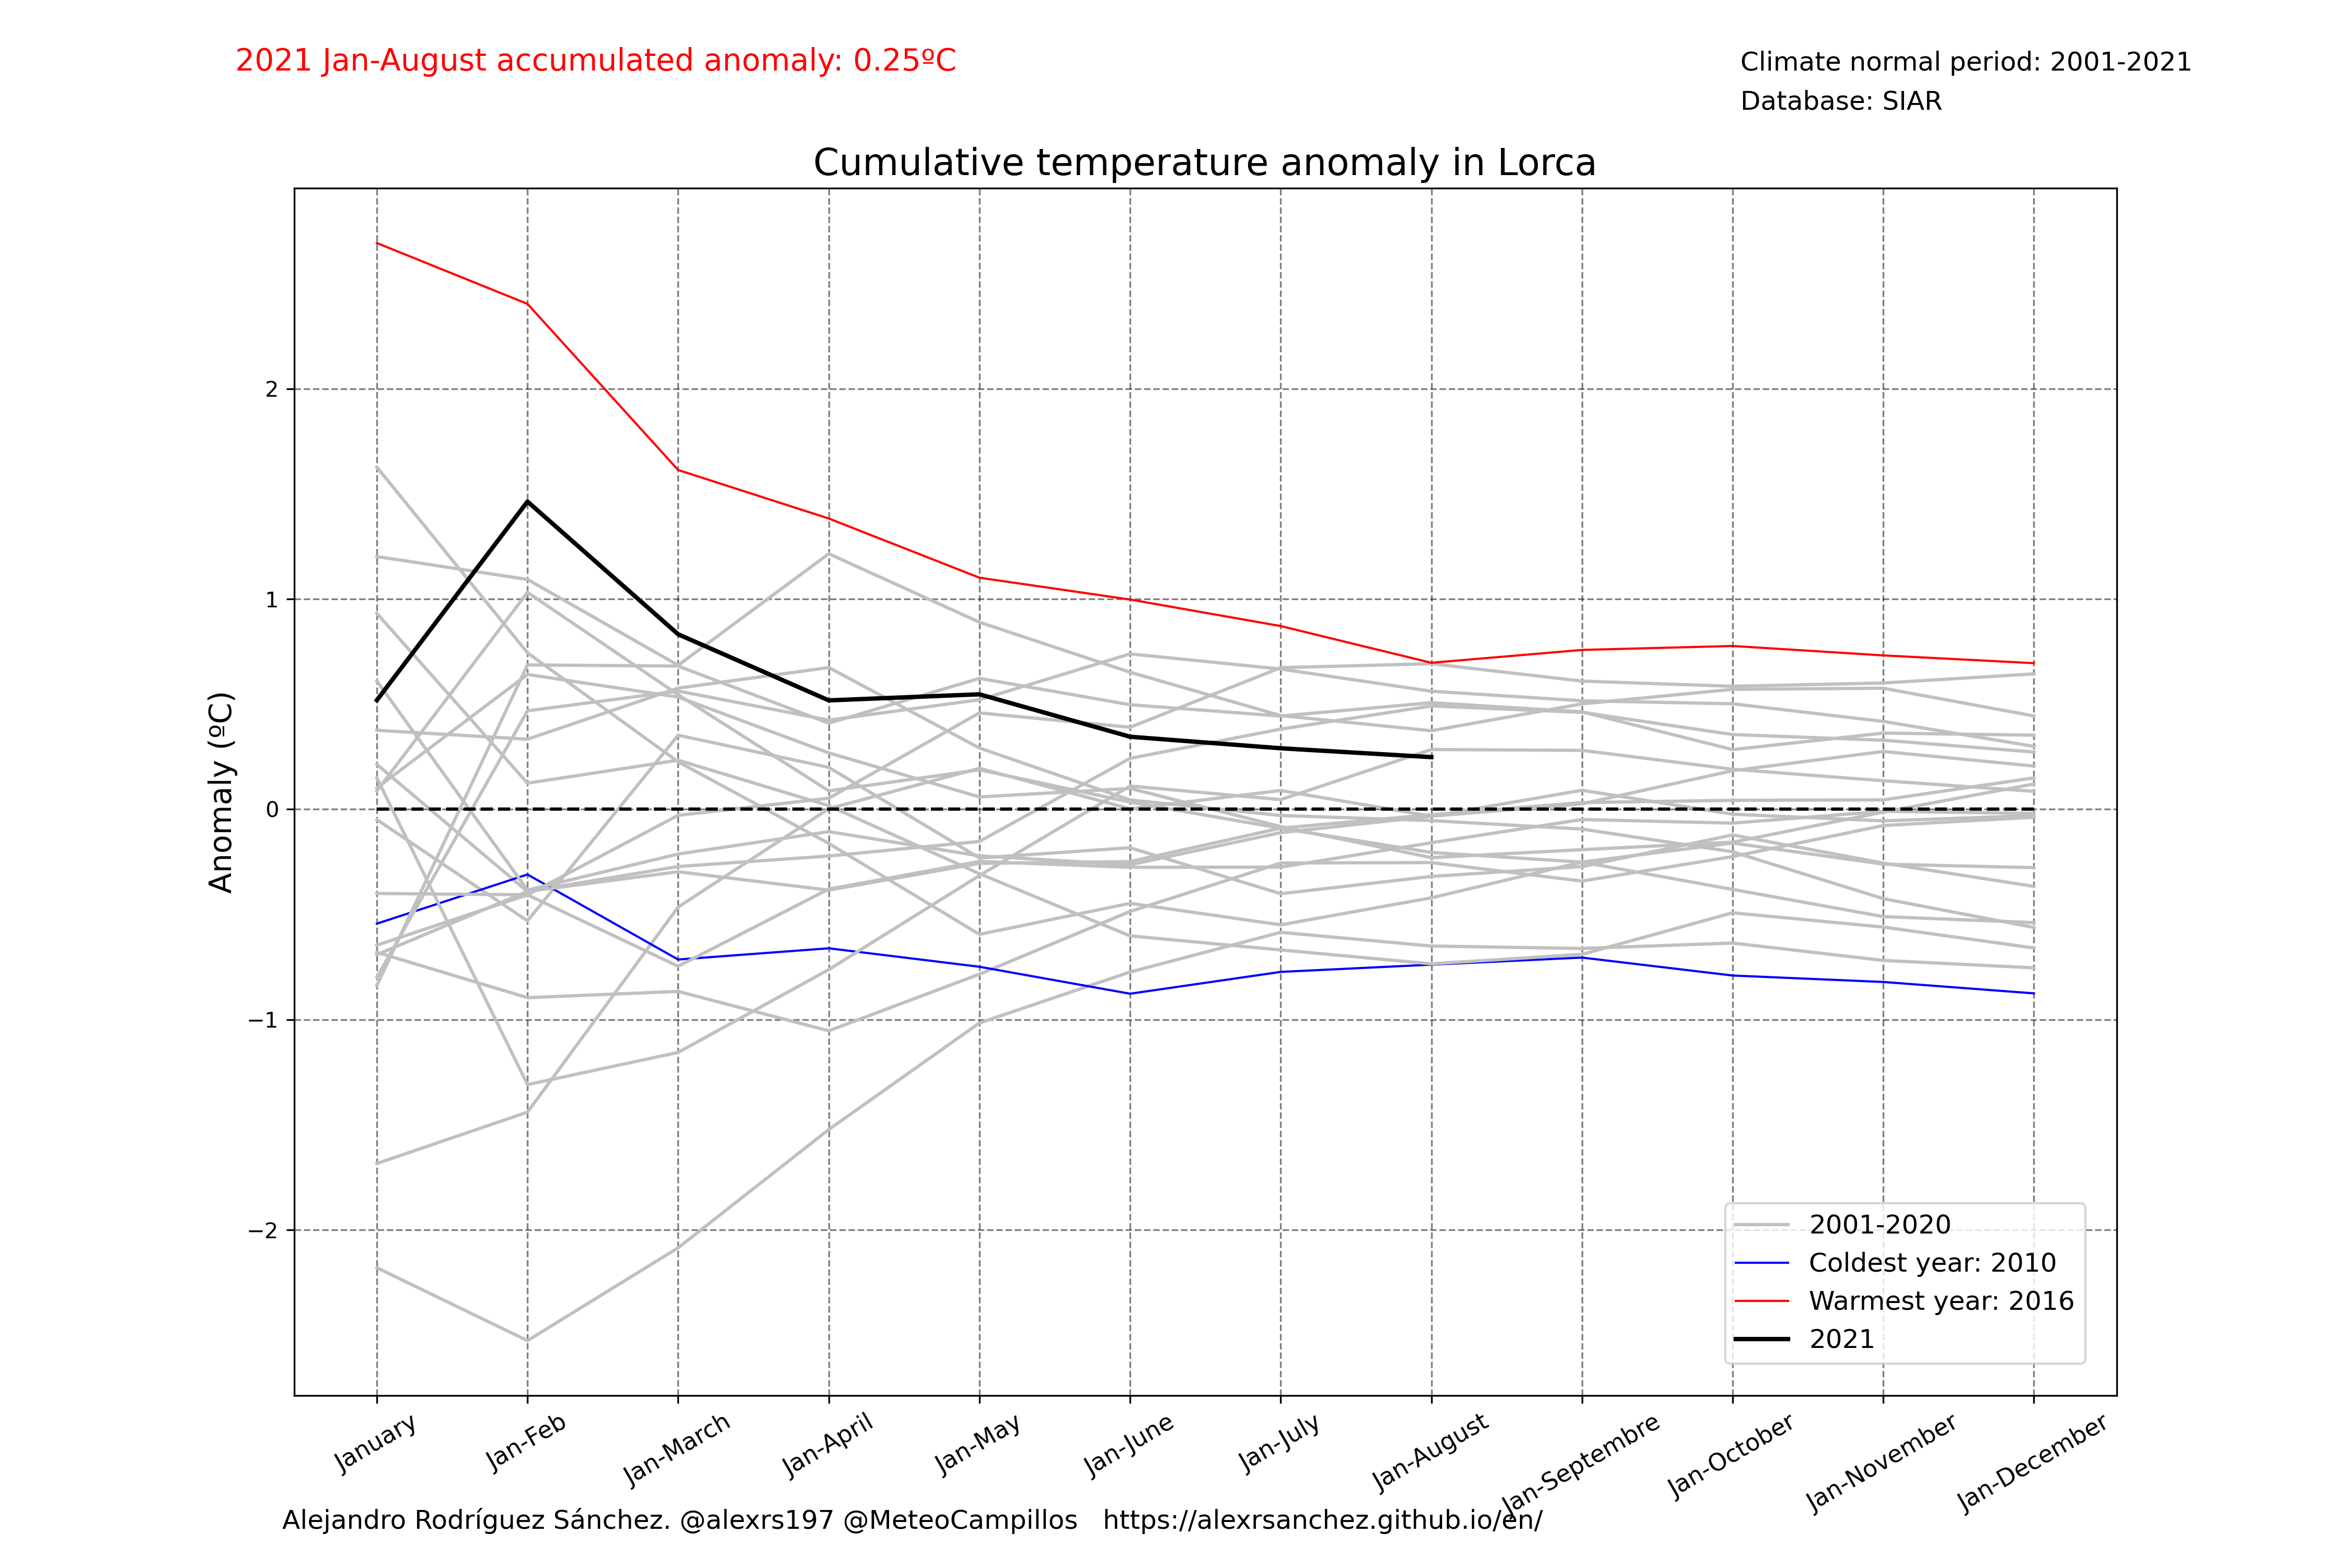 2021 Jan-August accumulated anomaly: 0.25ºC
Climate normal period: 2001-2021
Database: SIAR
Cumulative temperature anomaly in Lorca
Anomaly (ºC)
2
1
0
−1
−2
2001-2020
Coldest year: 2010
Warmest year: 2016
2021
January
Jan-Feb
Jan-March
Jan-April
Jan-May
Jan-June
Jan-July
Jan-August
Jan-Septembre
Jan-October
Jan-November
Jan-December
Alejandro Rodríguez Sánchez. @alexrs197 @MeteoCampillos https://alexrsanchez.github.io/en/